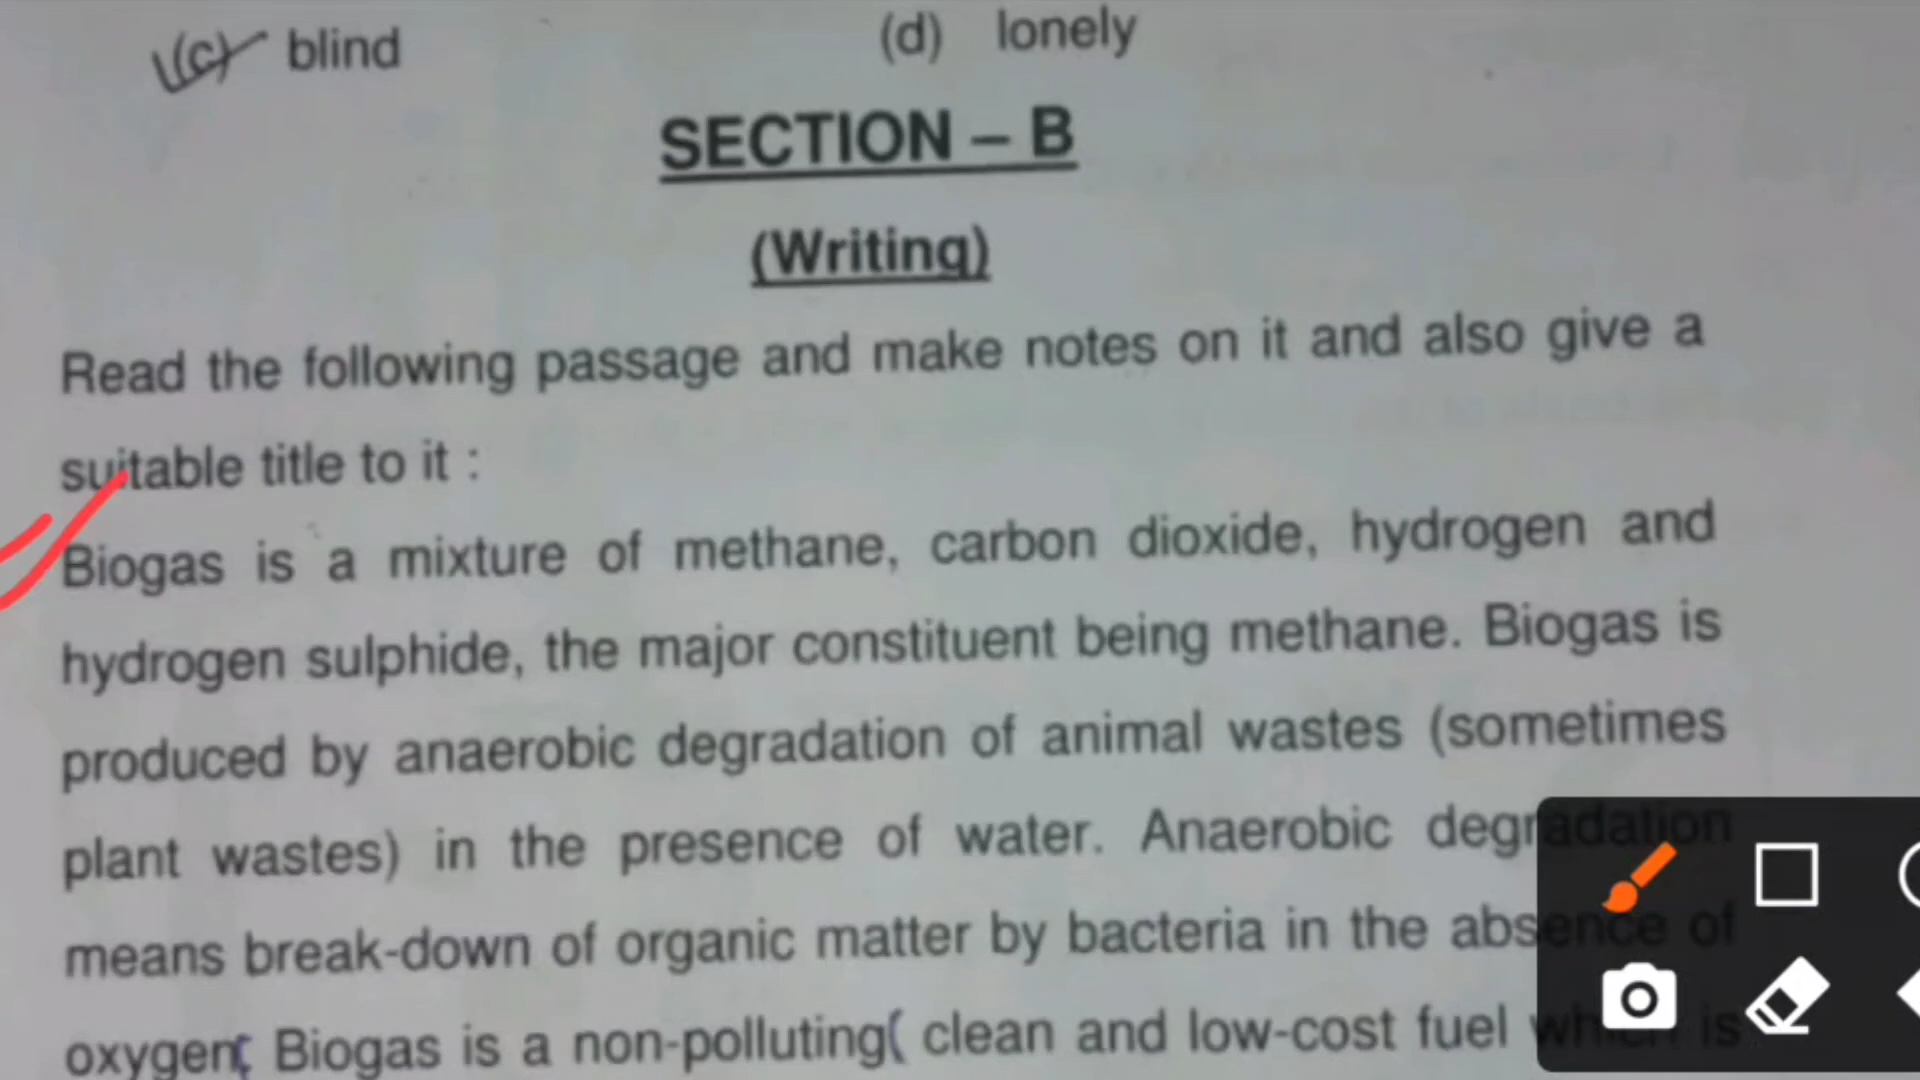 (c) blind (d) lonely
SECTION – B
(Writing)
Read the following passage and make notes on it and also give a
suitable title to it :
Biogas is a mixture of methane, carbon dioxide, hydrogen and
hydrogen sulphide, the major constituent being methane. Biogas is
produced by anaerobic degradation of animal wastes (sometimes
plant wastes) in the presence of water. Anaerobic degradation
means break-down of organic matter by bacteria in the absence of
oxygen. Biogas is a non-polluting( clean and low-cost fuel which is